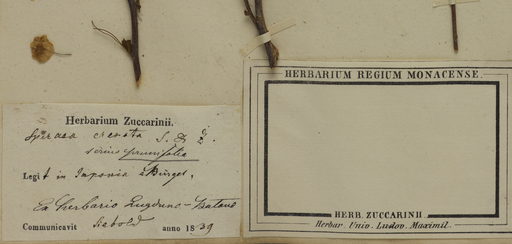 Herbarium Zuccarinii.
Spiraea crenata S. & Z.
serius prunifolia
Legit in Japonia Bürger,
Ex herbario Lugduno-Batavo
Communicavit Siebold anno 1839
HERBARIUM REGIUM MONACENSE.
HERB. ZUCCARINII
Herbar. Univ. Ludov. Maximil.